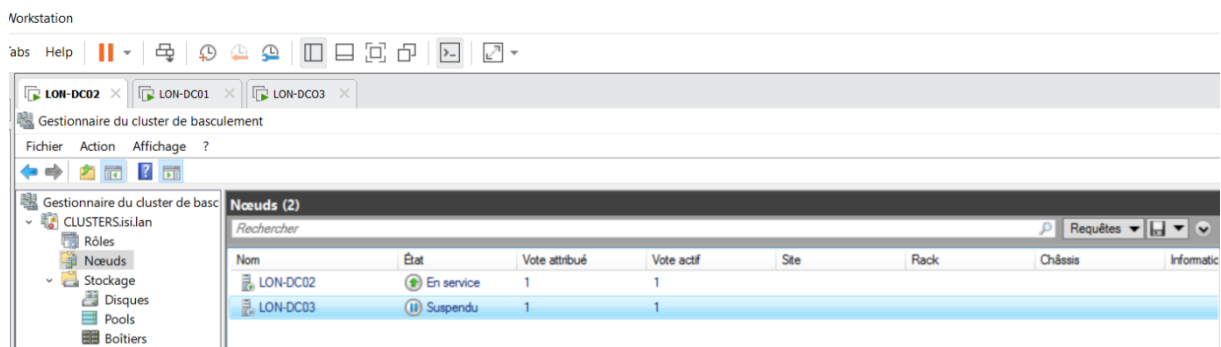 Workstation
Tabs Help
LON-DC02 LON-DC01 LON-DCO3
Gestionnaire du cluster de basculement
Fichier Action Affichage ?
Gestionnaire du cluster de basc
CLUSTERS.isi.lan
Rôles
Nœuds
Stockage
Disques
Pools
Boîtiers
Nœuds (2)
Rechercher Requêtes
Nom État Vote attribué Vote actif Site Rack Châssis Informatic
LON-DC02 En service 1 1
LON-DC03 Suspendu 1 1